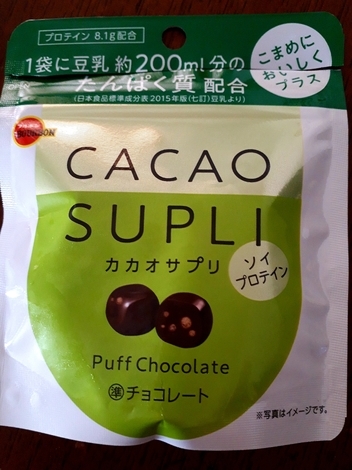 プロテイン 8.1g配合
1袋に豆乳 約200ml分の
たんぱく質 配合
(日本食品標準成分表2015年版(七訂)豆乳より)
こまめに
おいしく
プラス
BOURBON
CACAO
SUPLI
カカオサプリ
ソイ
プロテイン
Puff Chocolate
準チョコレート
※写真はイメージです。